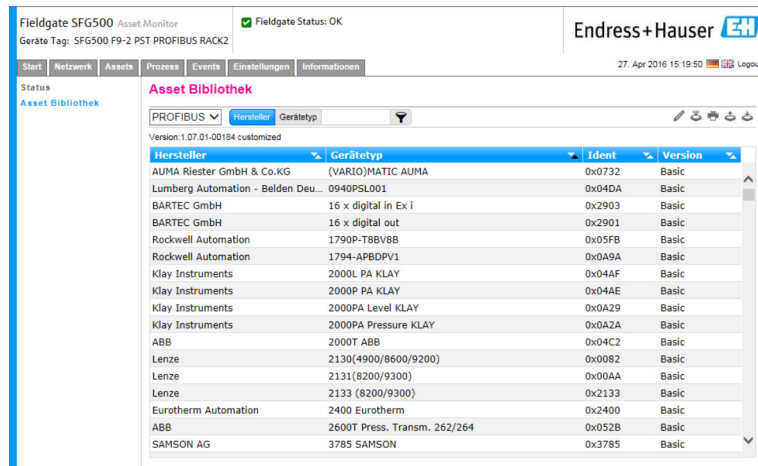 Fieldgate SFG500 Asset Monitor
Fieldgate Status: OK
Geräte Tag: SFG500 F9-2 PST PROFIBUS RACK2
Endress+Hauser EH
Start Netzwerk Assets Prozess Events Einstellungen Informationen
27. Apr 2016 15:19:50 Logou
Status
Asset Bibliothek
Asset Bibliothek
PROFIBUS Hersteller Gerätetyp
Version:1.07.01-00184 customized
Hersteller Gerätetyp Ident Version
AUMA Riester GmbH & Co.KG (VARIO)MATIC AUMA 0x0732 Basic
Lumberg Automation - Belden Deu... 0940PSL001 0x04DA Basic
BARTEC GmbH 16 x digital in Ex i 0x2903 Basic
BARTEC GmbH 16 x digital out 0x2901 Basic
Rockwell Automation 1790P-T8BV8B 0x05FB Basic
Rockwell Automation 1794-APBDPV1 0x0A9A Basic
Klay Instruments 2000L PA KLAY 0x04AF Basic
Klay Instruments 2000P PA KLAY 0x04AE Basic
Klay Instruments 2000PA Level KLAY 0x0A29 Basic
Klay Instruments 2000PA Pressure KLAY 0x0A2A Basic
ABB 2000T ABB 0x04C2 Basic
Lenze 2130(4900/8600/9200) 0x0082 Basic
Lenze 2131(8200/9300) 0x00AA Basic
Lenze 2133 (8200/9300) 0x2133 Basic
Eurotherm Automation 2400 Eurotherm 0x2400 Basic
ABB 2600T Press. Transm. 262/264 0x052B Basic
SAMSON AG 3785 SAMSON 0x3785 Basic